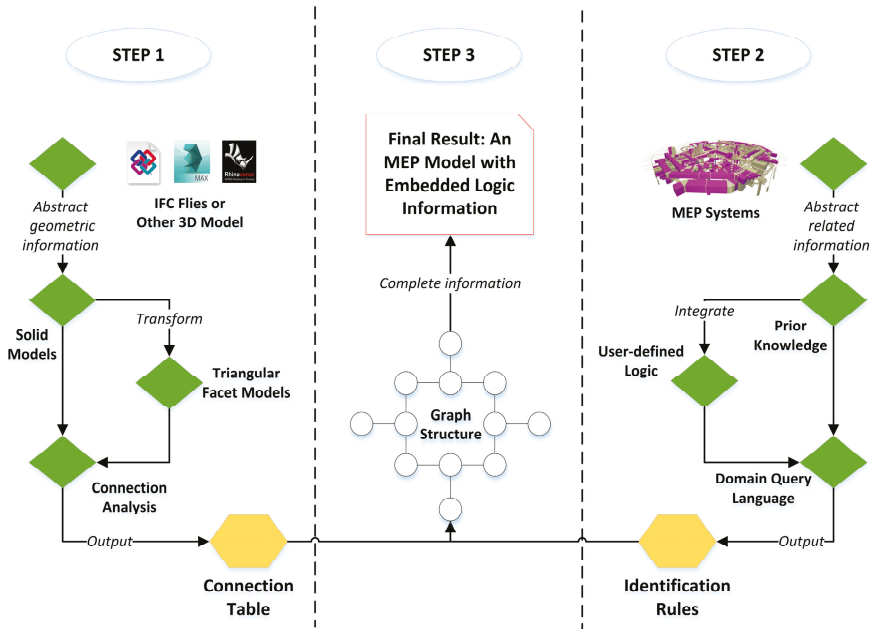 STEP 1
STEP 3
STEP 2
MAX
Rhinoceros
IFC Flies or
Other 3D Model
Abstract
geometric
information
Solid
Models
Transform
Triangular
Facet Models
Connection
Analysis
Output
Connection
Table
Final Result: An
MEP Model with
Embedded Logic
Information
Complete information
Graph
Structure
MEP Systems
Abstract
related
information
Integrate
Prior
Knowledge
User-defined
Logic
Domain Query
Language
Output
Identification
Rules